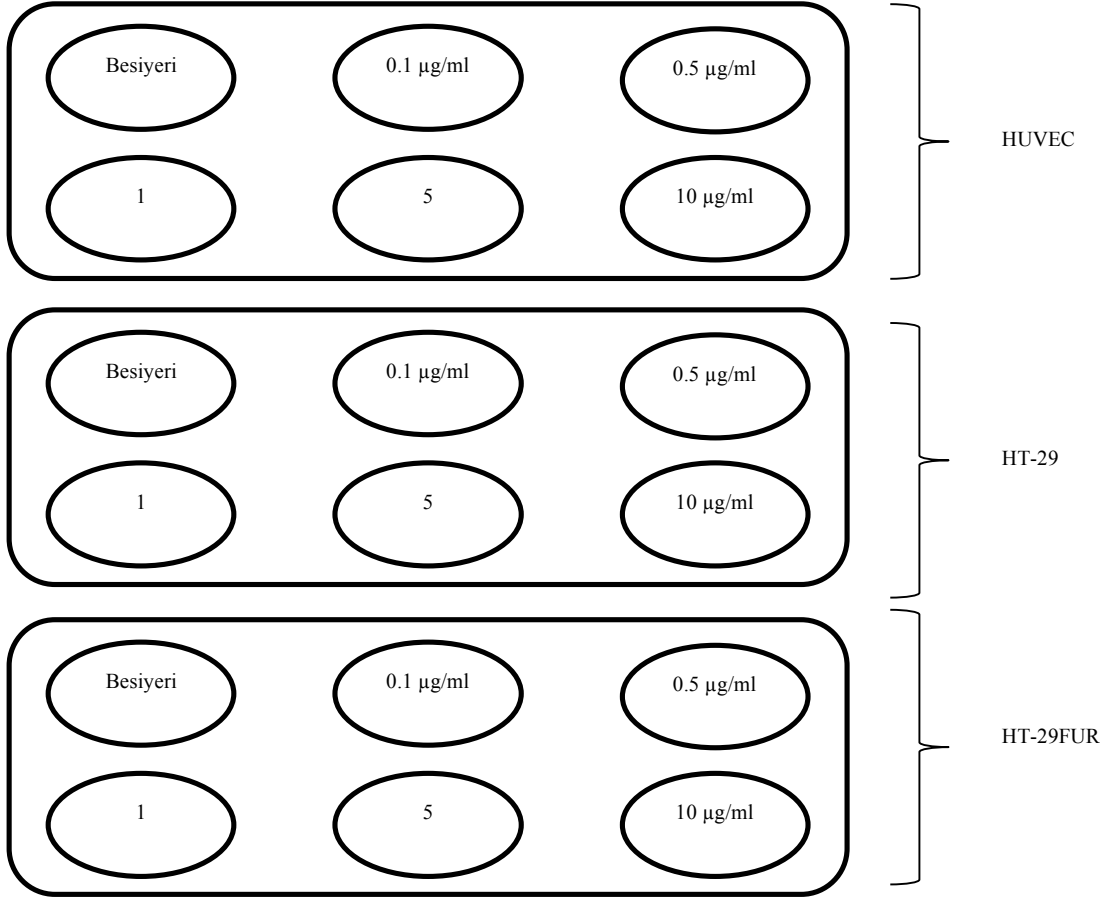 Besiyeri
0.1 µg/ml
0.5 µg/ml
1
5
10 µg/ml
HUVEC
Besiyeri
0.1 µg/ml
0.5 µg/ml
1
5
10 µg/ml
HT-29
Besiyeri
0.1 µg/ml
0.5 µg/ml
1
5
10 µg/ml
HT-29FUR